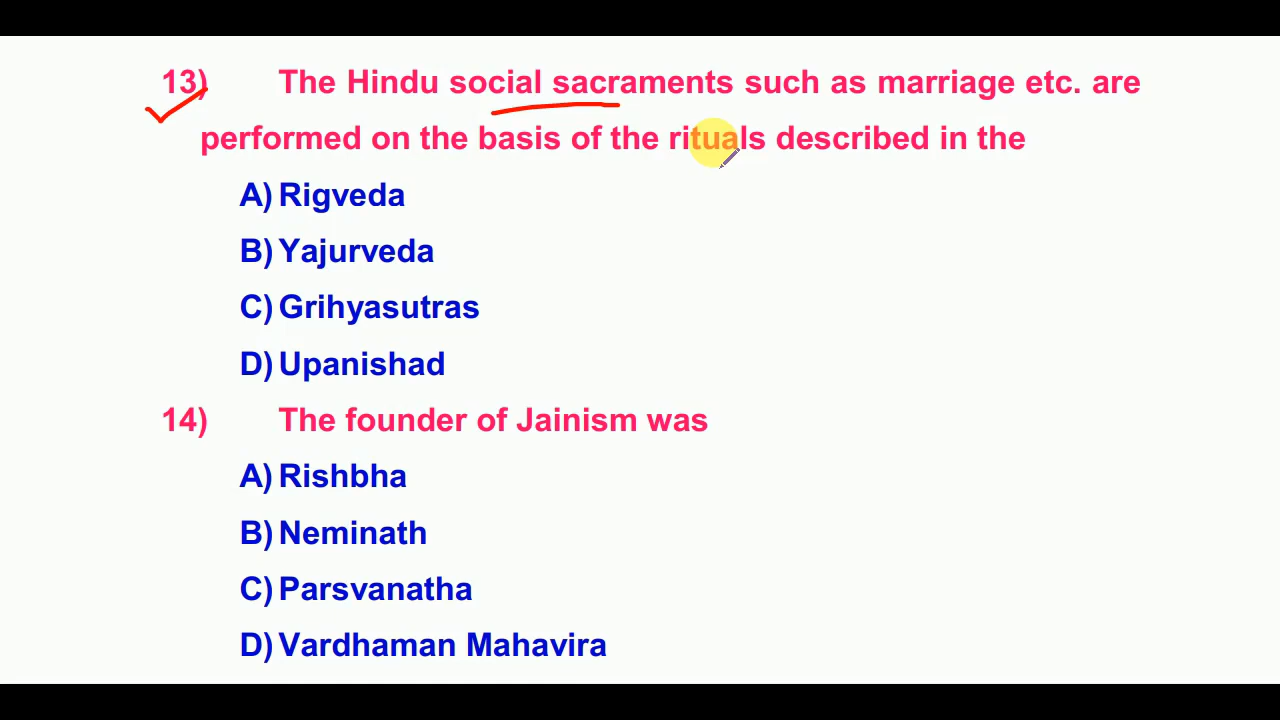 13) The Hindu social sacraments such as marriage etc. are
performed on the basis of the rituals described in the
A) Rigveda
B) Yajurveda
C) Grihyasutras
D) Upanishad
14) The founder of Jainism was
A) Rishbha
B) Neminath
C) Parsvanatha
D) Vardhaman Mahavira